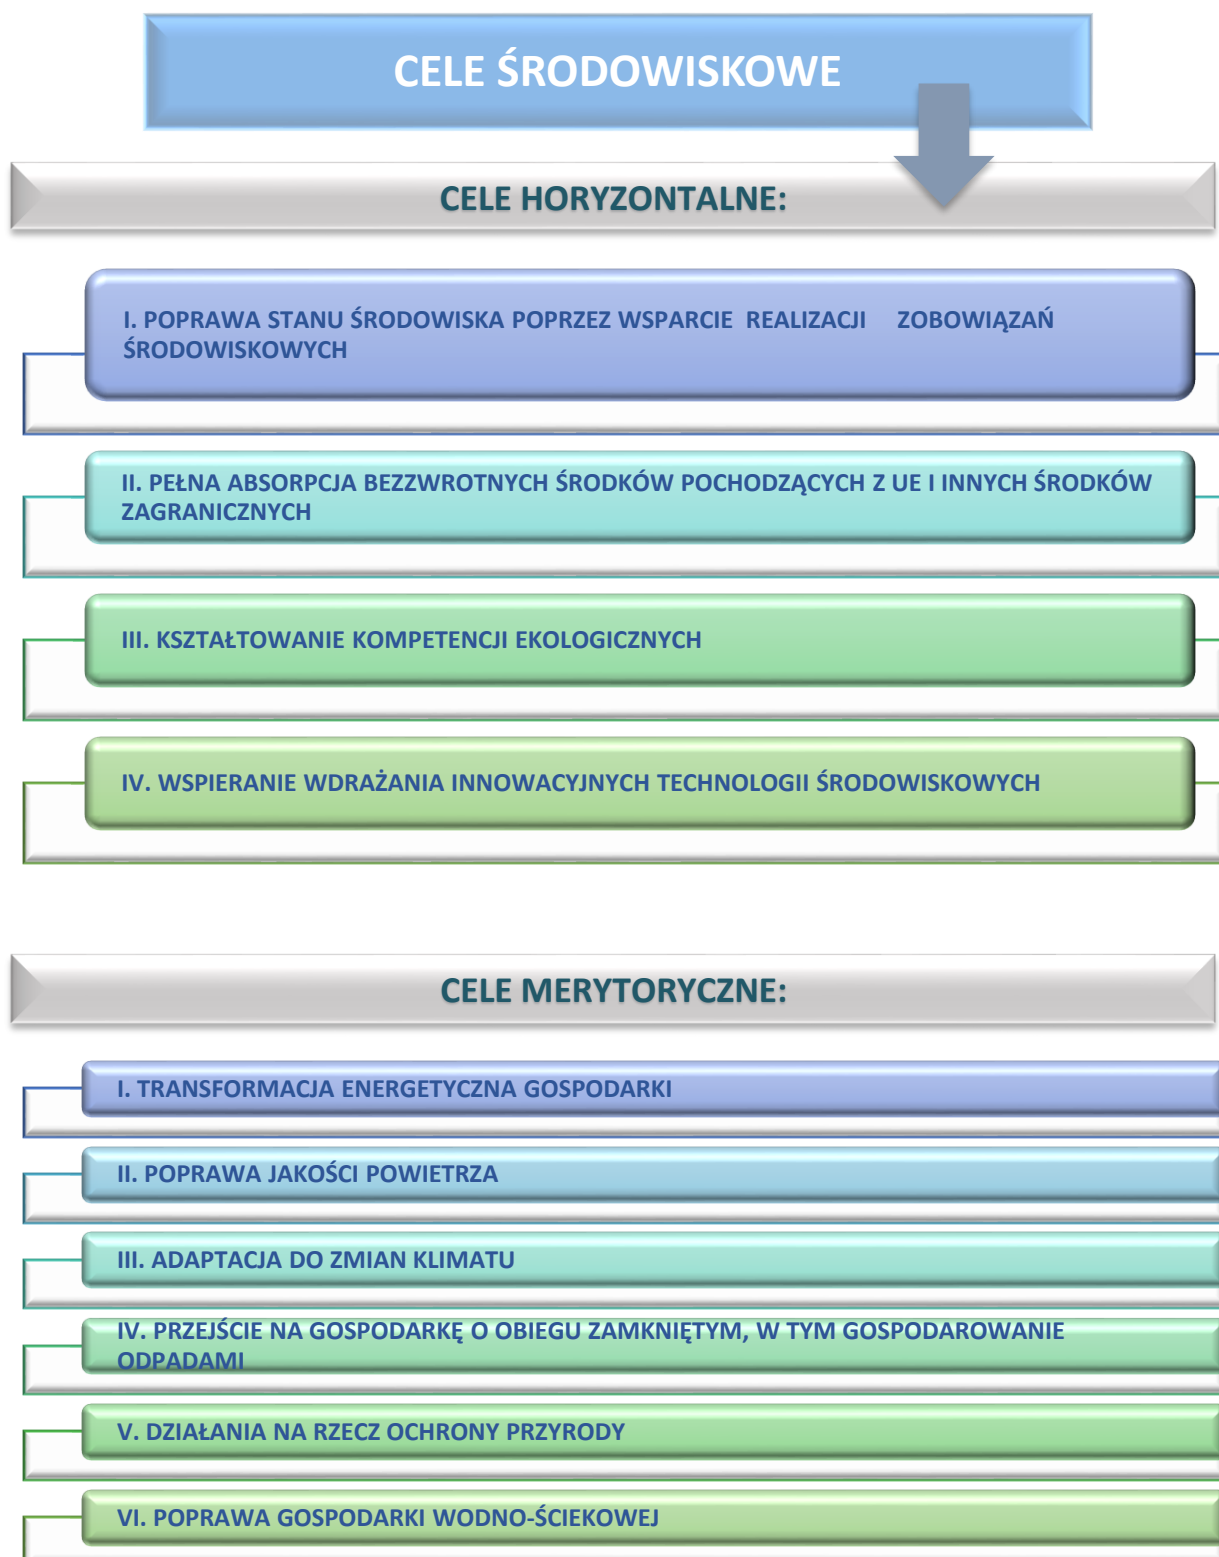 CELE ŚRODOWISKOWE
CELE HORYZONTALNE:
I. POPRAWA STANU ŚRODOWISKA POPRZEZ WSPARCIE REALIZACJI ZOBOWIĄZAŃ
ŚRODOWISKOWYCH
II. PEŁNA ABSORPCJA BEZZWROTNYCH ŚRODKÓW POCHODZĄCYCH Z UE I INNYCH ŚRODKÓW
ZAGRANICZNYCH
III. KSZTAŁTOWANIE KOMPETENCJI EKOLOGICZNYCH
IV. WSPIERANIE WDRAŻANIA INNOWACYJNYCH TECHNOLOGII ŚRODOWISKOWYCH
CELE MERYTORYCZNE:
I. TRANSFORMACJA ENERGETYCZNA GOSPODARKI
II. POPRAWA JAKOŚCI POWIETRZA
III. ADAPTACJA DO ZMIAN KLIMATU
IV. PRZEJŚCIE NA GOSPODARKĘ O OBIEGU ZAMKNIĘTYM, W TYM GOSPODAROWANIE
ODPADAMI
V. DZIAŁANIA NA RZECZ OCHRONY PRZYRODY
VI. POPRAWA GOSPODARKI WODNO-ŚCIEKOWEJ